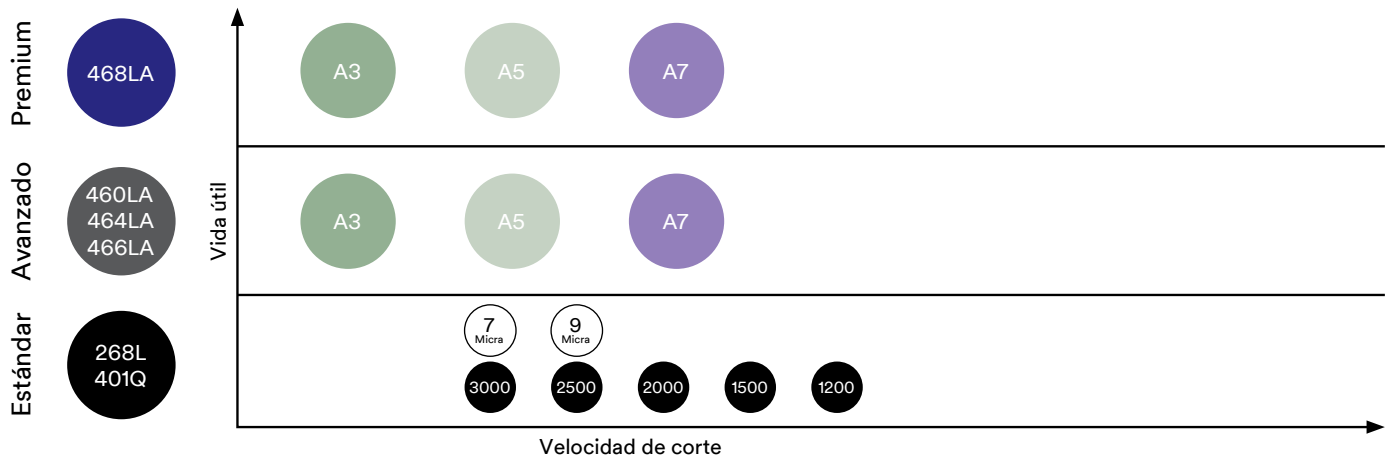 Premium
468LA
A3
A5
A7
Avanzado
460LA
464LA
466LA
Vida útil
A3
A5
A7
Estándar
268L
401Q
7
Micra
9
Micra
3000
2500
2000
1500
1200
Velocidad de corte